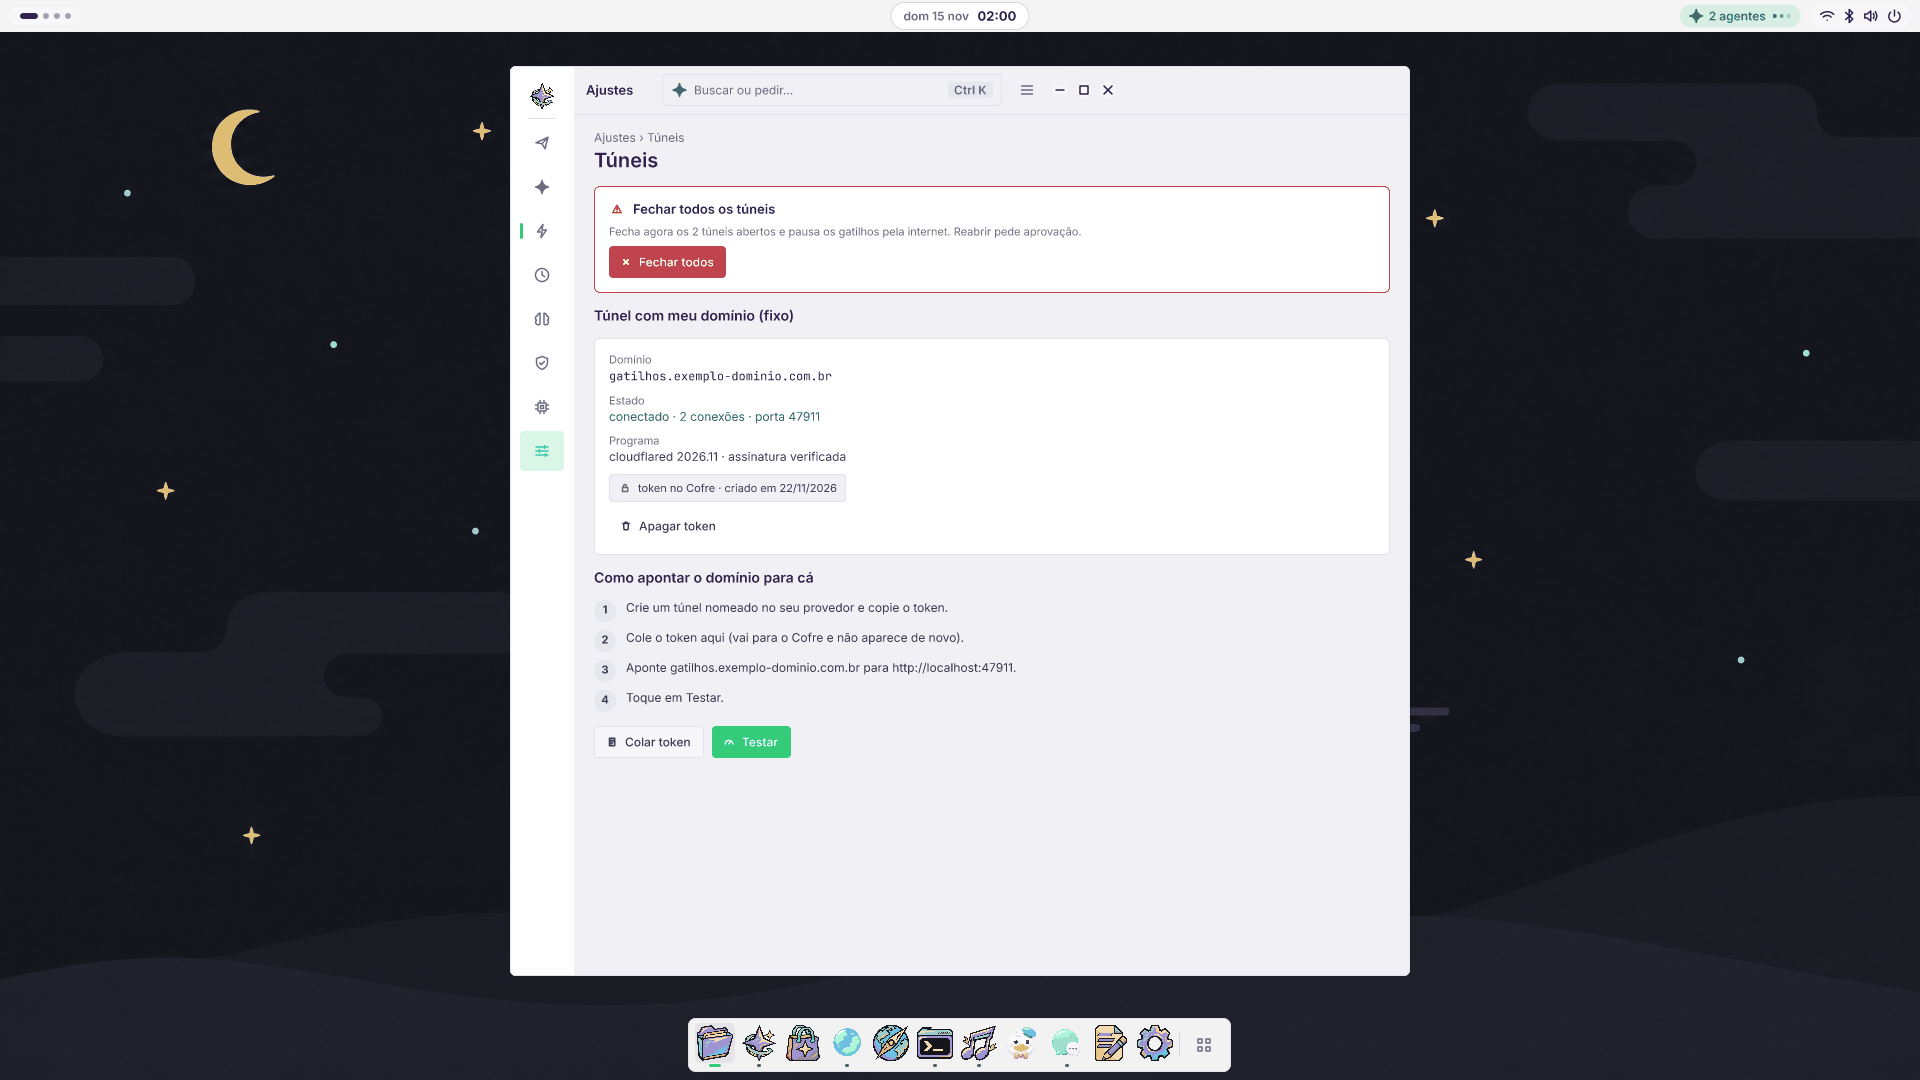 dom 15 nov 02:00
2 agentes
Ajustes
Buscar ou pedir...
Ctrl K
Ajustes › Túneis
Túneis
Fechar todos os túneis
Fecha agora os 2 túneis abertos e pausa os gatilhos pela internet. Reabrir pede aprovação.
Fechar todos
Túnel com meu domínio (fixo)
Domínio
gatilhos.exemplo-dominio.com.br
Estado
conectado · 2 conexões · porta 47911
Programa
cloudflared 2026.11 · assinatura verificada
token no Cofre · criado em 22/11/2026
Apagar token
Como apontar o domínio para cá
1 Crie um túnel nomeado no seu provedor e copie o token.
2 Cole o token aqui (vai para o Cofre e não aparece de novo).
3 Aponte gatilhos.exemplo-dominio.com.br para http://localhost:47911.
4 Toque em Testar.
Colar token
Testar